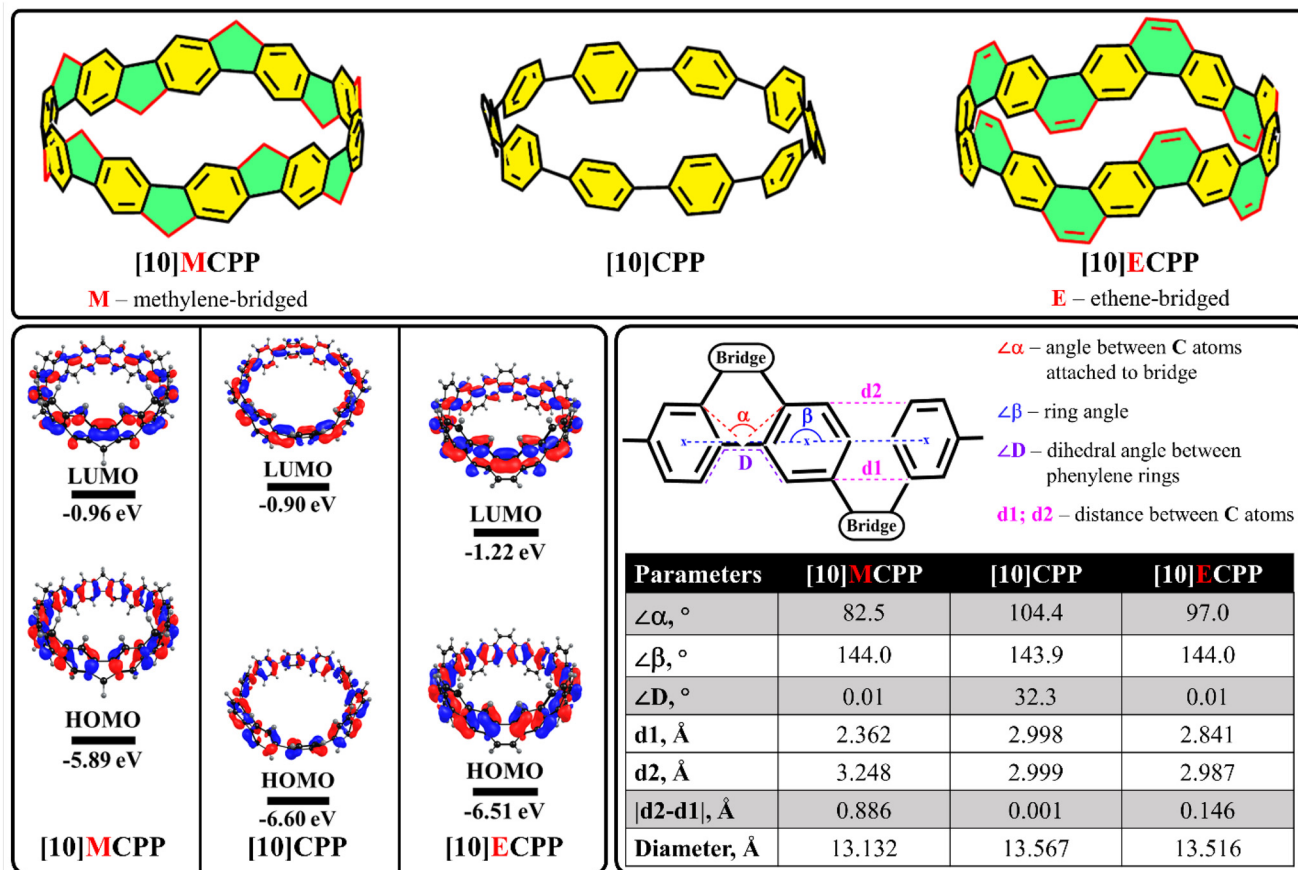 [10]MCPP
M – methylene-bridged
[10]CPP
[10]ECPP
E – ethene-bridged
LUMO
-0.96 eV
HOMO
-5.89 eV
[10]MCPP
LUMO
-0.90 eV
HOMO
-6.60 eV
[10]CPP
LUMO
-1.22 eV
HOMO
-6.51 eV
[10]ECPP
Bridge
α
β
d2
x x x
D
d1
Bridge
∠α – angle between C atoms
attached to bridge
∠β – ring angle
∠D – dihedral angle between
phenylene rings
d1; d2 – distance between C atoms
Parameters [10]MCPP [10]CPP [10]ECPP
∠α, ° 82.5 104.4 97.0
∠β, ° 144.0 143.9 144.0
∠D, ° 0.01 32.3 0.01
d1, Å 2.362 2.998 2.841
d2, Å 3.248 2.999 2.987
|d2-d1|, Å 0.886 0.001 0.146
Diameter, Å 13.132 13.567 13.516